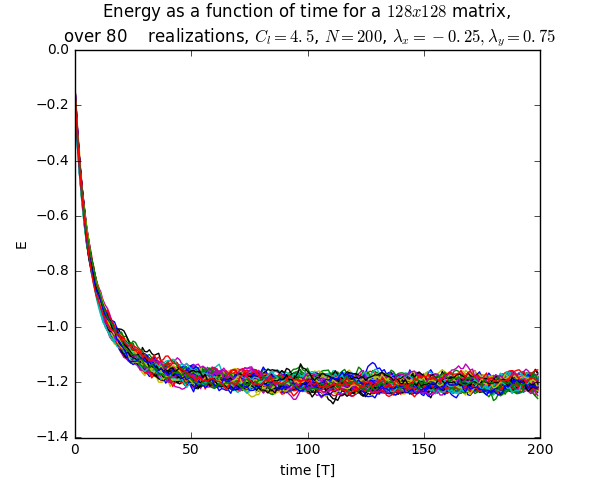 Energy as a function of time for a 128x128 matrix,
over 80 realizations, C_l = 4.5, N = 200, λ_x = −0.25, λ_y = 0.75
0.0
−0.2
−0.4
−0.6
−0.8
−1.0
−1.2
−1.4
E
0 50 100 150 200
time [T]